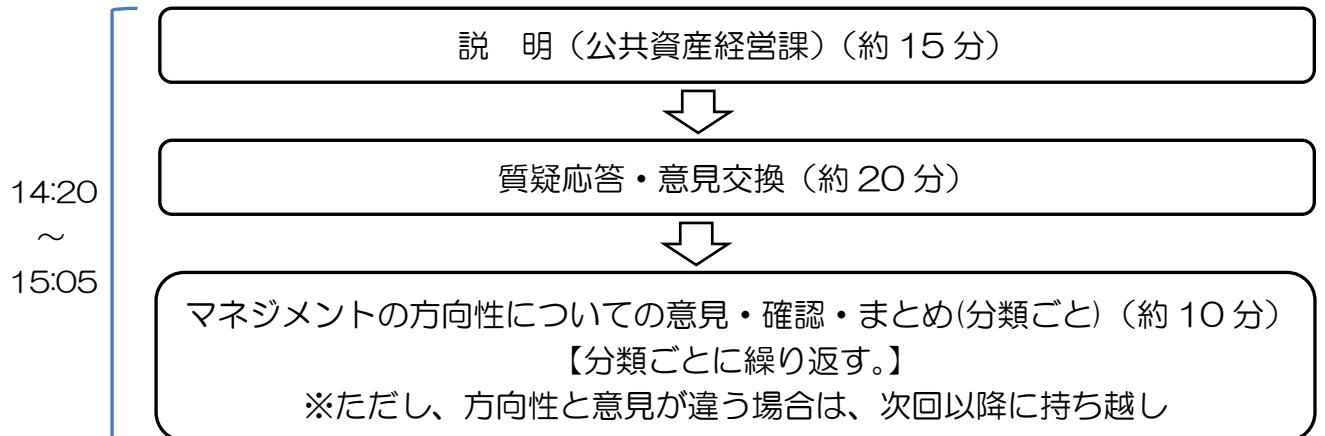 説　明（公共資産経営課）（約 15 分）
質疑応答・意見交換（約 20 分）
14:20
～
15:05
マネジメントの方向性についての意見・確認・まとめ(分類ごと)（約 10 分）
【分類ごとに繰り返す。】
※ただし、方向性と意見が違う場合は、次回以降に持ち越し